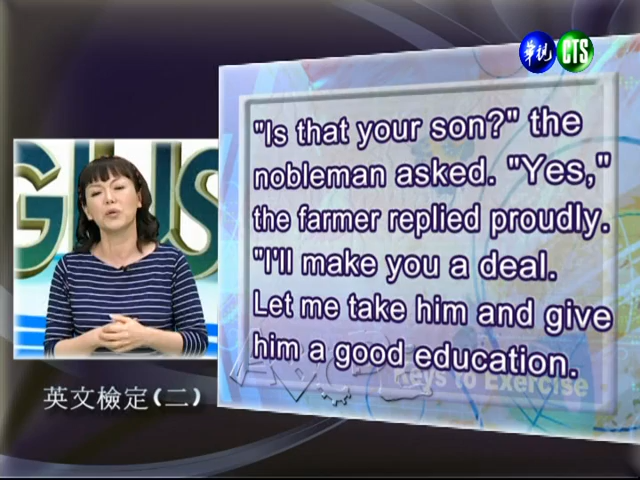 華視 CTS
"Is that your son?" the
nobleman asked. "Yes,"
the farmer replied proudly.
"I'll make you a deal.
Let me take him and give
him a good education.
Keys to Exercise
GUS
英文檢定(二)